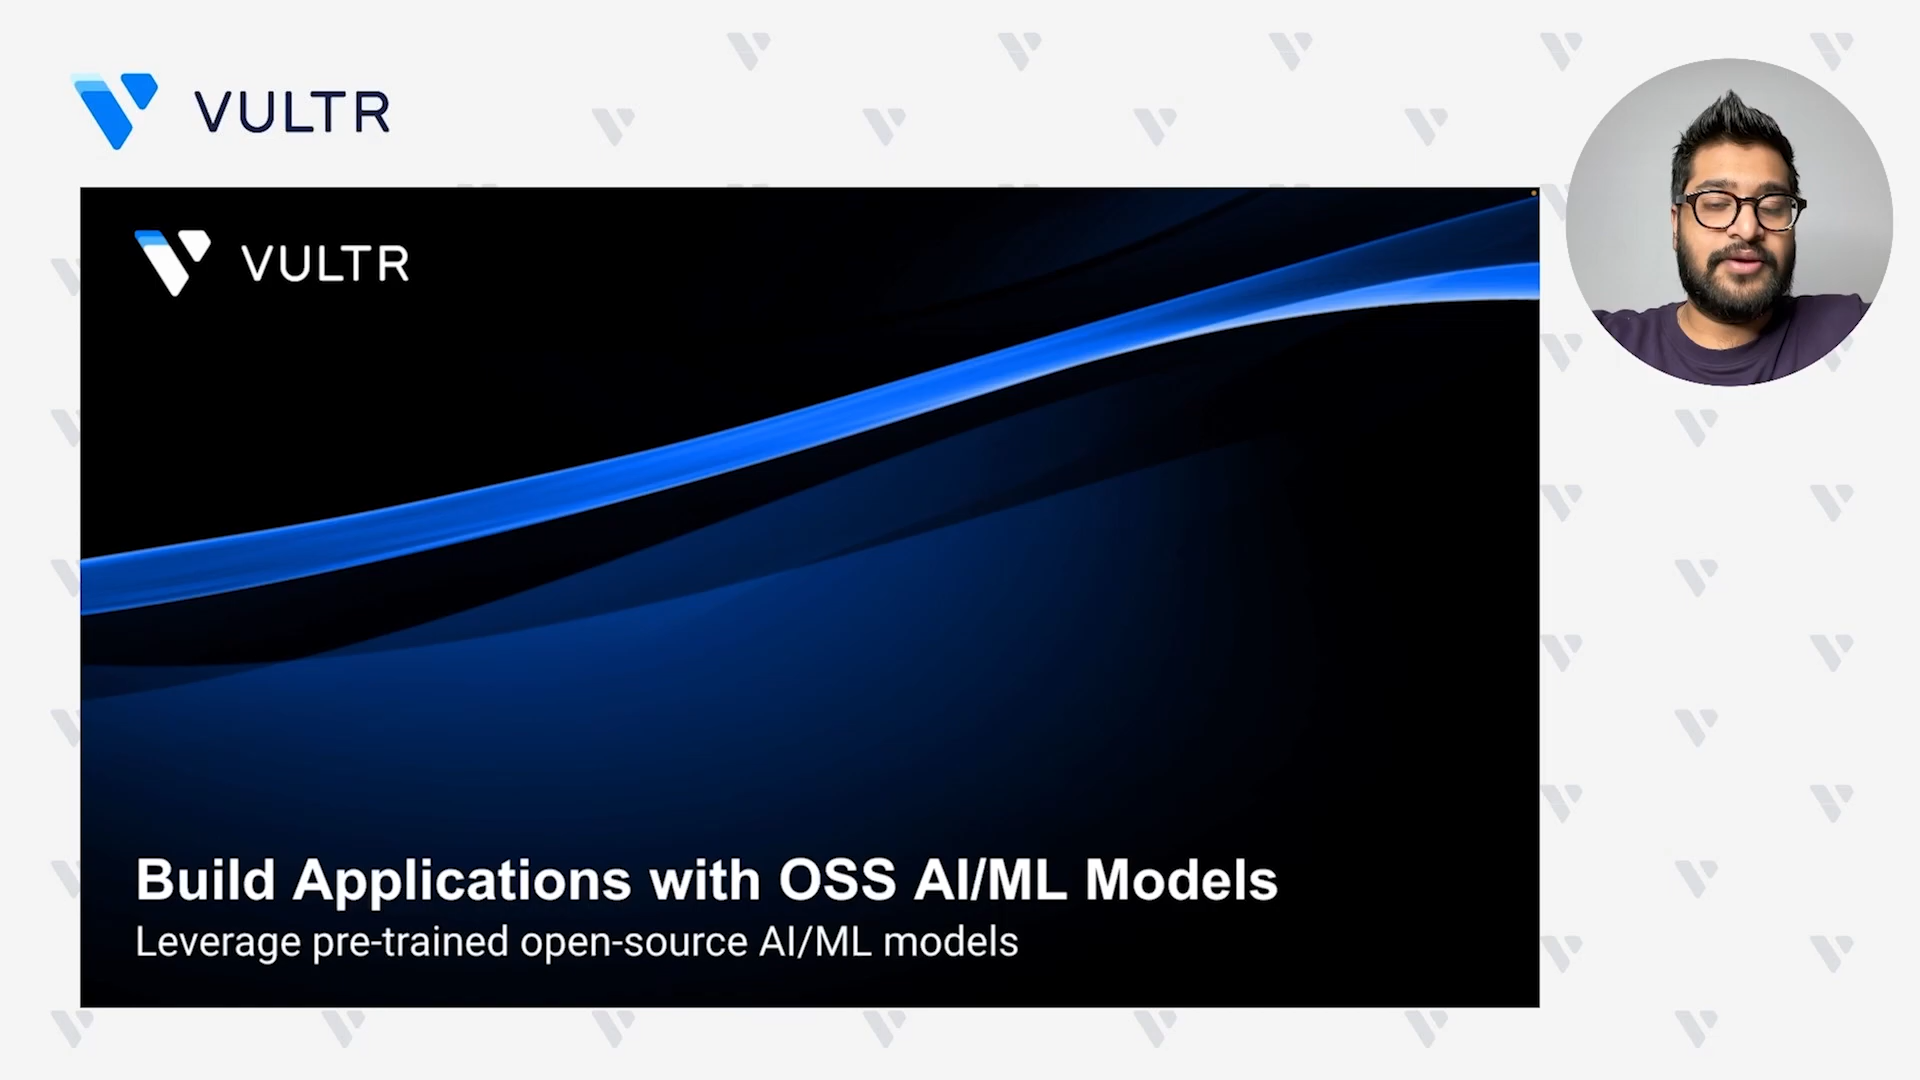 VULTR
VULTR
Build Applications with OSS AI/ML Models
Leverage pre-trained open-source AI/ML models